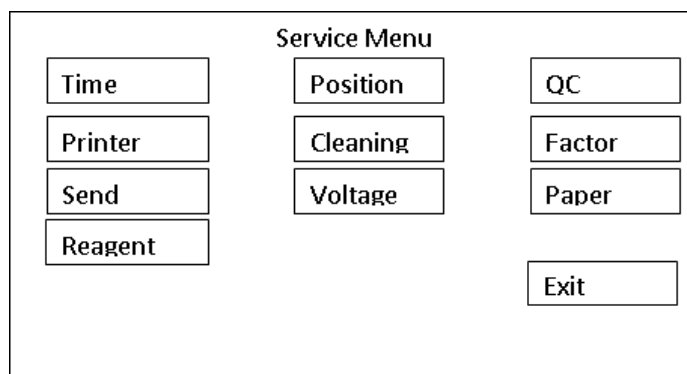 Service Menu
Time Position QC
Printer Cleaning Factor
Send Voltage Paper
Reagent
Exit